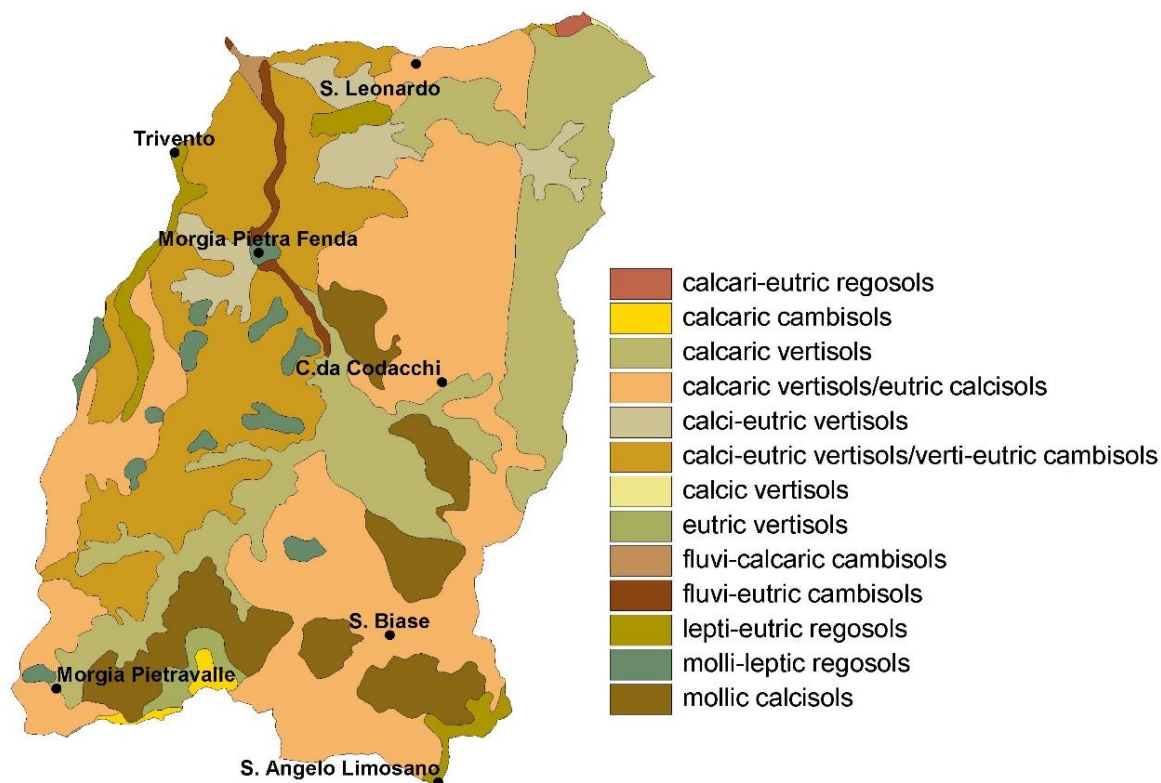 S. Leonardo
Trivento
Morgia Pietra Fenda
C.da Codacchi
S. Biase
Morgia Pietravalle
S. Angelo Limosano
calcari-eutric regosols
calcaric cambisols
calcaric vertisols
calcaric vertisols/eutric calcisols
calci-eutric vertisols
calci-eutric vertisols/verti-eutric cambisols
calcic vertisols
eutric vertisols
fluvi-calcaric cambisols
fluvi-eutric cambisols
lepti-eutric regosols
molli-leptic regosols
mollic calcisols